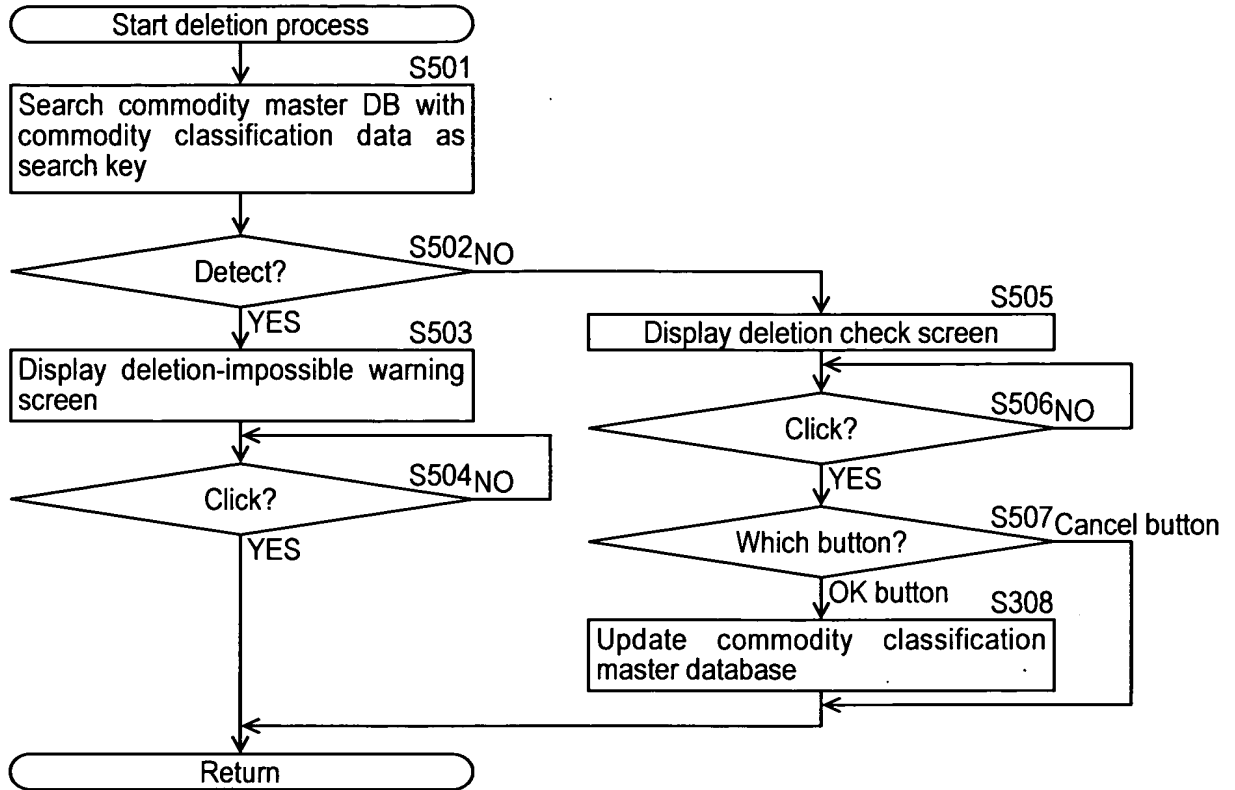 Start deletion process
S501
Search commodity master DB with
commodity classification data as
search key
S502 NO
Detect?
YES
S503
Display deletion-impossible warning
screen
S504 NO
Click?
YES
S505
Display deletion check screen
S506 NO
Click?
YES
S507 Cancel button
Which button?
OK button
S308
Update commodity classification
master database
Return